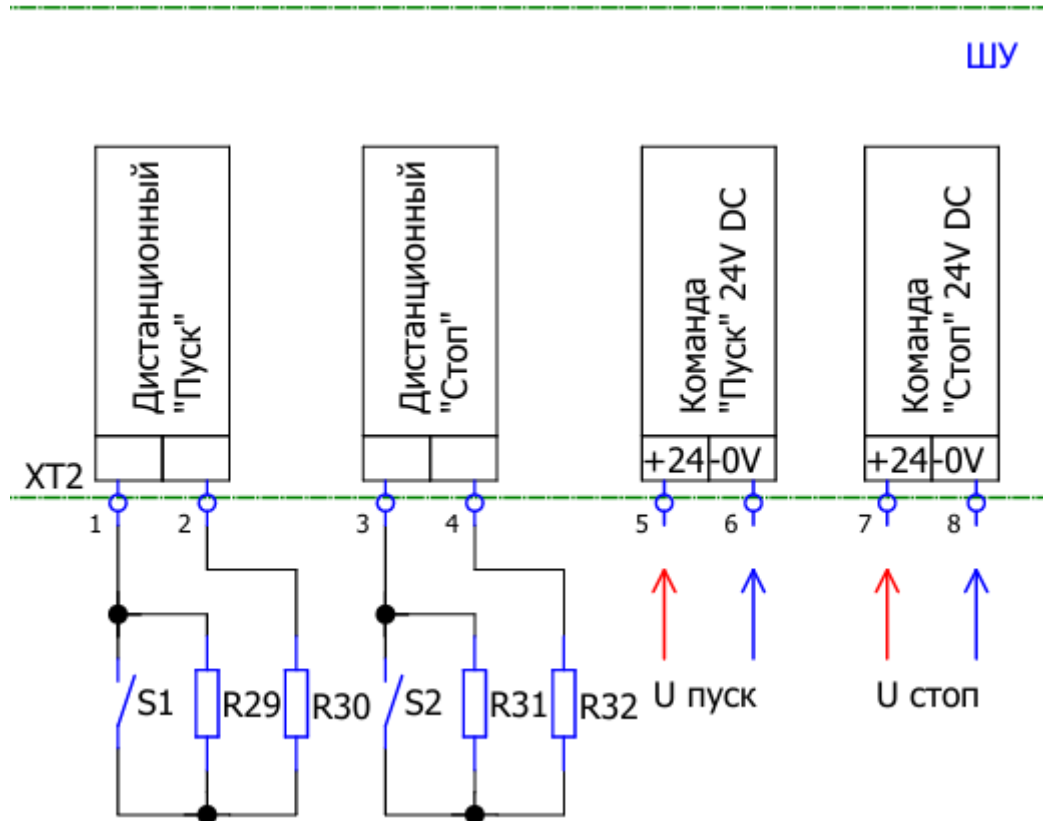 ШУ
Дистанционный
"Пуск"
Дистанционный
"Стоп"
Команда
"Пуск" 24V DC
Команда
"Стоп" 24V DC
+24 -0V
+24 -0V
XT2
1 2 3 4 5 6 7 8
S1 R29 R30 S2 R31 R32
U пуск
U стоп